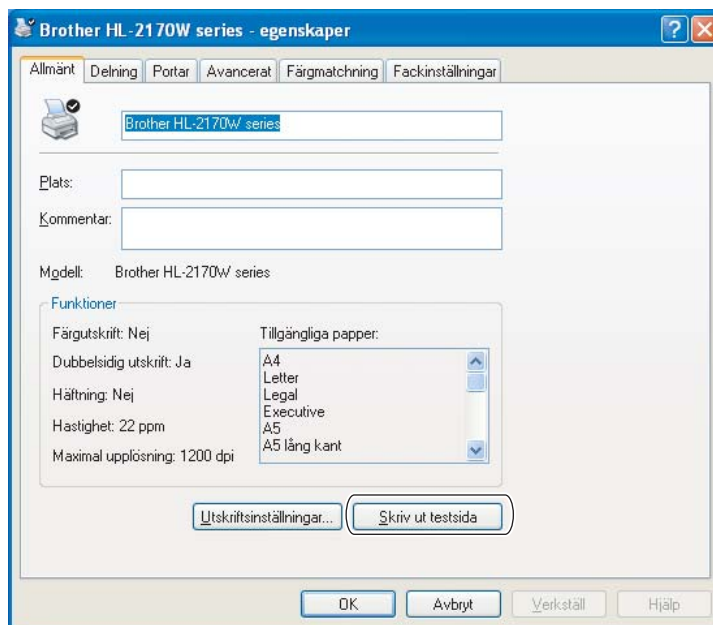 Brother HL-2170W series - egenskaper
Allmänt Delning Portar Avancerat Färgmatchning Fackinställningar
Brother HL-2170W series
Plats:
Kommentar:
Modell: Brother HL-2170W series
Funktioner
Färgutskrift: Nej
Dubbelsidig utskrift: Ja
Häftning: Nej
Hastighet: 22 ppm
Maximal upplösning: 1200 dpi
Tillgängliga papper:
A4
Letter
Legal
Executive
A5
A5 lång kant
Utskriftsinställningar... Skriv ut testsida
OK Avbryt Verkställ Hjälp